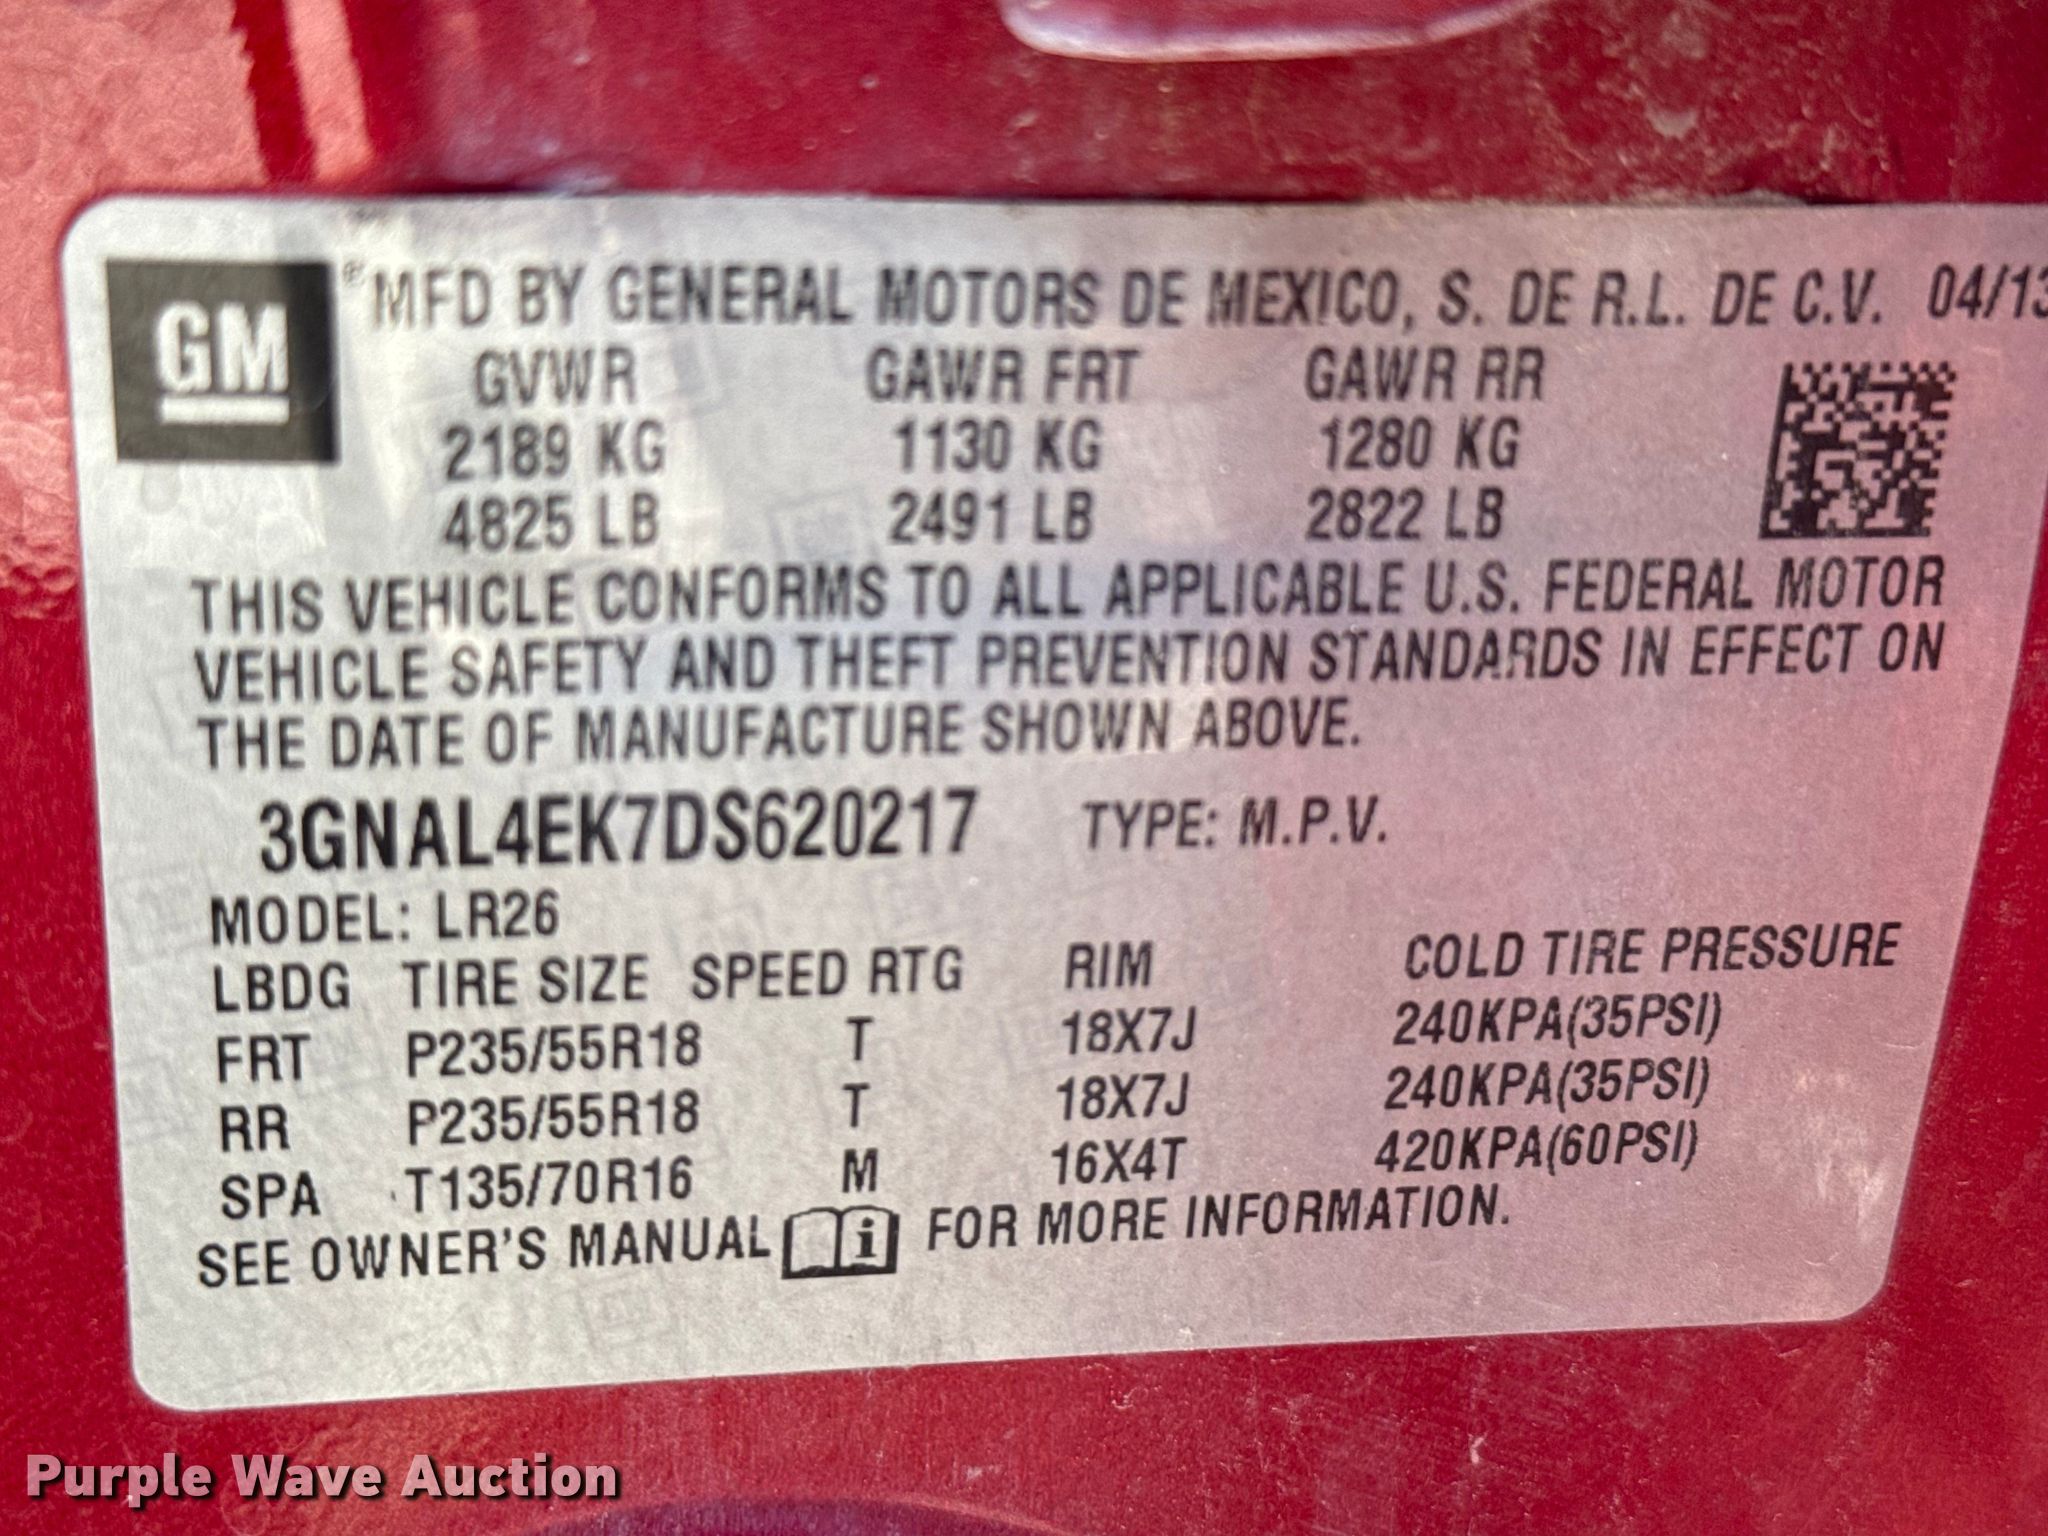 GM
® MFD BY GENERAL MOTORS DE MEXICO, S. DE R.L. DE C.V. 04/13
GVWR GAWR FRT GAWR RR
2189 KG 1130 KG 1280 KG
4825 LB 2491 LB 2822 LB
THIS VEHICLE CONFORMS TO ALL APPLICABLE U.S. FEDERAL MOTOR
VEHICLE SAFETY AND THEFT PREVENTION STANDARDS IN EFFECT ON
THE DATE OF MANUFACTURE SHOWN ABOVE.
3GNAL4EK7DS620217 TYPE: M.P.V.
MODEL: LR26
LBDG TIRE SIZE SPEED RTG RIM COLD TIRE PRESSURE
FRT P235/55R18 T 18X7J 240KPA(35PSI)
RR P235/55R18 T 18X7J 240KPA(35PSI)
SPA T135/70R16 M 16X4T 420KPA(60PSI)
SEE OWNER'S MANUAL i FOR MORE INFORMATION.
Purple Wave Auction